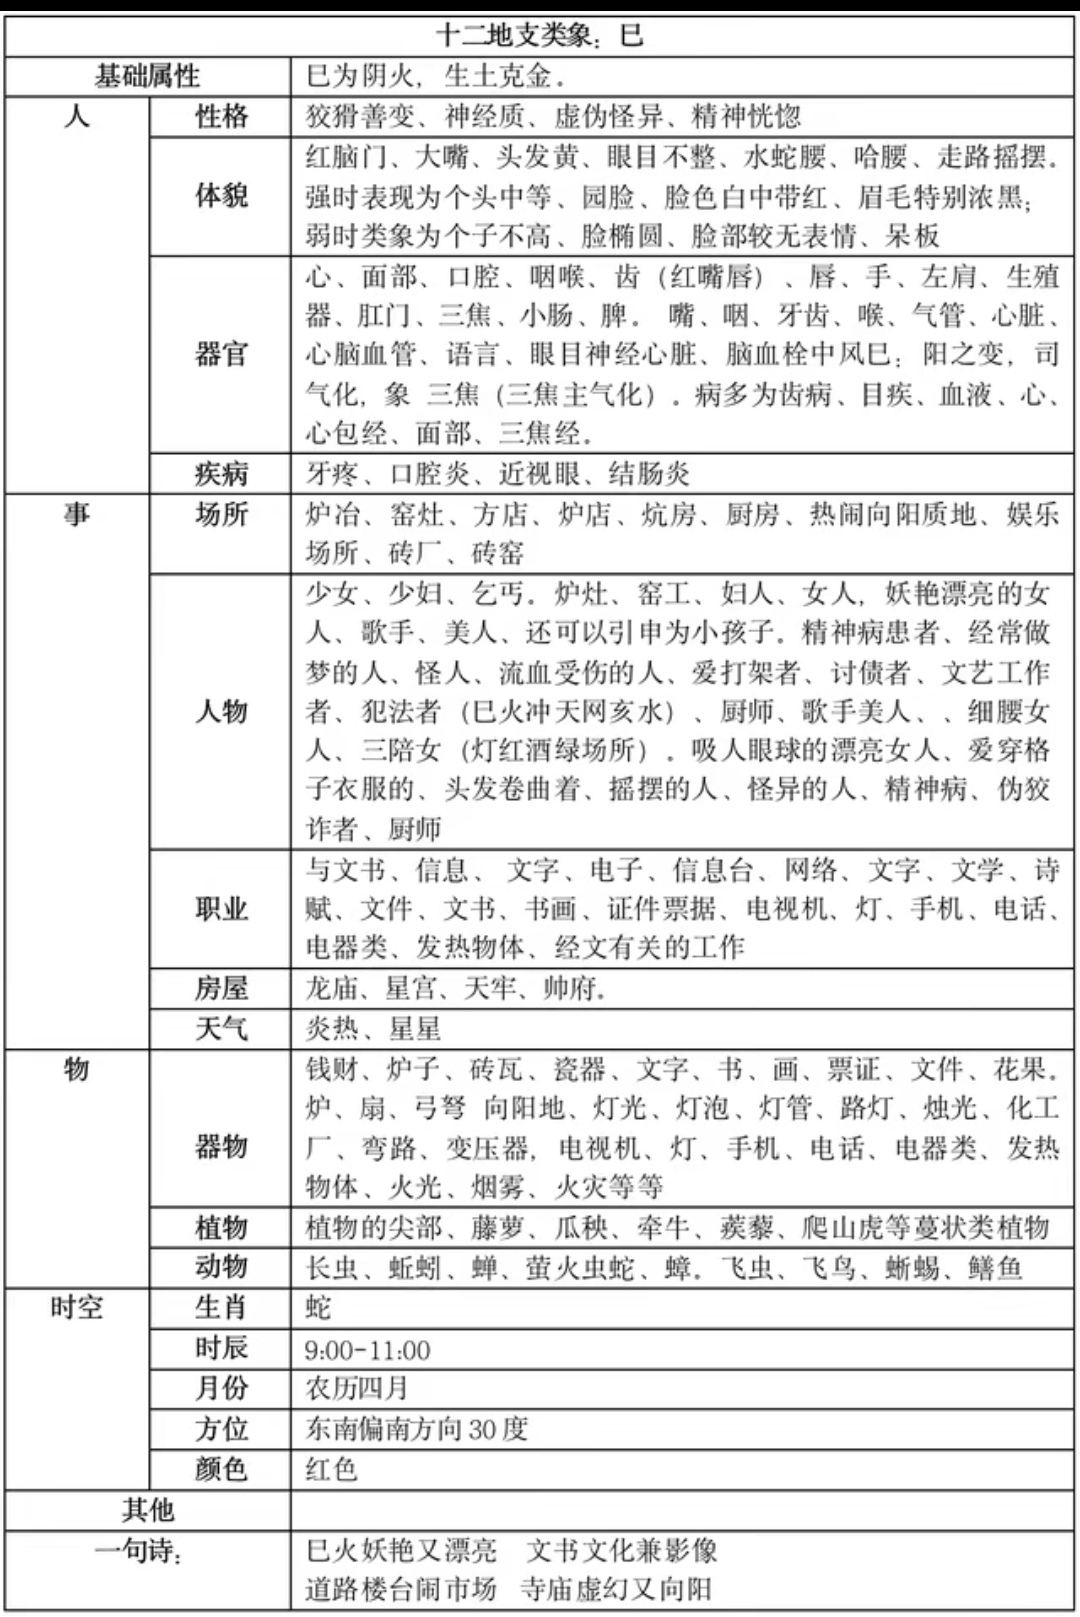 十二地支类象：巳
基础属性 巳为阴火，生土克金。
人 性格 狡猾善变、神经质、虚伪怪异、精神恍惚
红脑门、大嘴、头发黄、眼目不整、水蛇腰、哈腰、走路摇摆。
体貌 强时表现为个头中等、园脸、脸色白中带红、眉毛特别浓黑；
弱时类象为个子不高、脸椭圆、脸部较无表情、呆板
心、面部、口腔、咽喉、齿（红嘴唇）、唇、手、左肩、生殖
器、肛门、三焦、小肠、脾。 嘴、咽、牙齿、喉、气管、心脏、
器官 心脑血管、语言、眼目神经心脏、脑血栓中风巳；阳之变，司
气化，象 三焦（三焦主气化）。病多为齿病、目疾、血液、心、
心包经、面部、三焦经。
疾病 牙疼、口腔炎、近视眼、结肠炎
事 场所 炉冶、窑灶、方店、炉店、炕房、厨房、热闹向阳质地、娱乐
场所、砖厂、砖窑
少女、少妇、乞丐。炉灶、窑工、妇人、女人，妖艳漂亮的女
人、歌手、美人、还可以引申为小孩子。精神病患者、经常做
梦的人、怪人、流血受伤的人、爱打架者、讨债者、文艺工作
人物 者、犯法者（巳火冲天网亥水）、厨师、歌手美人、、细腰女
人、三陪女（灯红酒绿场所）。吸人眼球的漂亮女人、爱穿格
子衣服的、头发卷曲着、摇摆的人、怪异的人、精神病、伪狡
诈者、厨师
与文书、信息、 文字、电子、信息台、网络、文字、文学、诗
职业 赋、文件、文书、书画、证件票据、电视机、灯、手机、电话、
电器类、发热物体、经文有关的工作
房屋 龙庙、星宫、天牢、帅府。
天气 炎热、星星
物 钱财、炉子、砖瓦、瓷器、文字、书、画、票证、文件、花果。
炉、扇、弓弩 向阳地、灯光、灯泡、灯管、路灯、烛光、化工
器物 厂、弯路、变压器，电视机、灯、手机、电话、电器类、发热
物体、火光、烟雾、火灾等等
植物 植物的尖部、藤萝、瓜秧、牵牛、蒺藜、爬山虎等蔓状类植物
动物 长虫、蚯蚓、蝉、萤火虫蛇、蟑。飞虫、飞鸟、蜥蜴、鳝鱼
时空 生肖 蛇
时辰 9:00-11:00
月份 农历四月
方位 东南偏南方向 30 度
颜色 红色
其他
一句诗： 巳火妖艳又漂亮 文书文化兼影像
道路楼台闹市场 寺庙虚幻又向阳